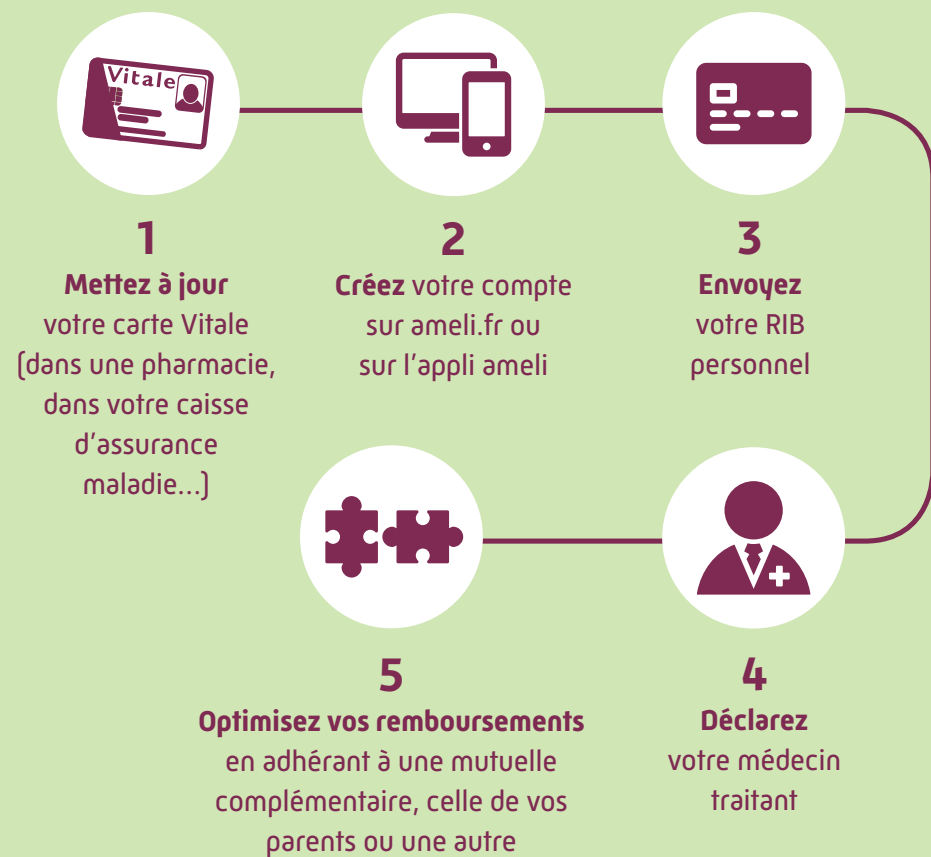 Vitale
1
Mettez à jour
votre carte Vitale
(dans une pharmacie,
dans votre caisse
d'assurance
maladie...)
2
Créez votre compte
sur ameli.fr ou
sur l'appli ameli
3
Envoyez
votre RIB
personnel
4
Déclarez
votre médecin
traitant
5
Optimisez vos remboursements
en adhérant à une mutuelle
complémentaire, celle de vos
parents ou une autre